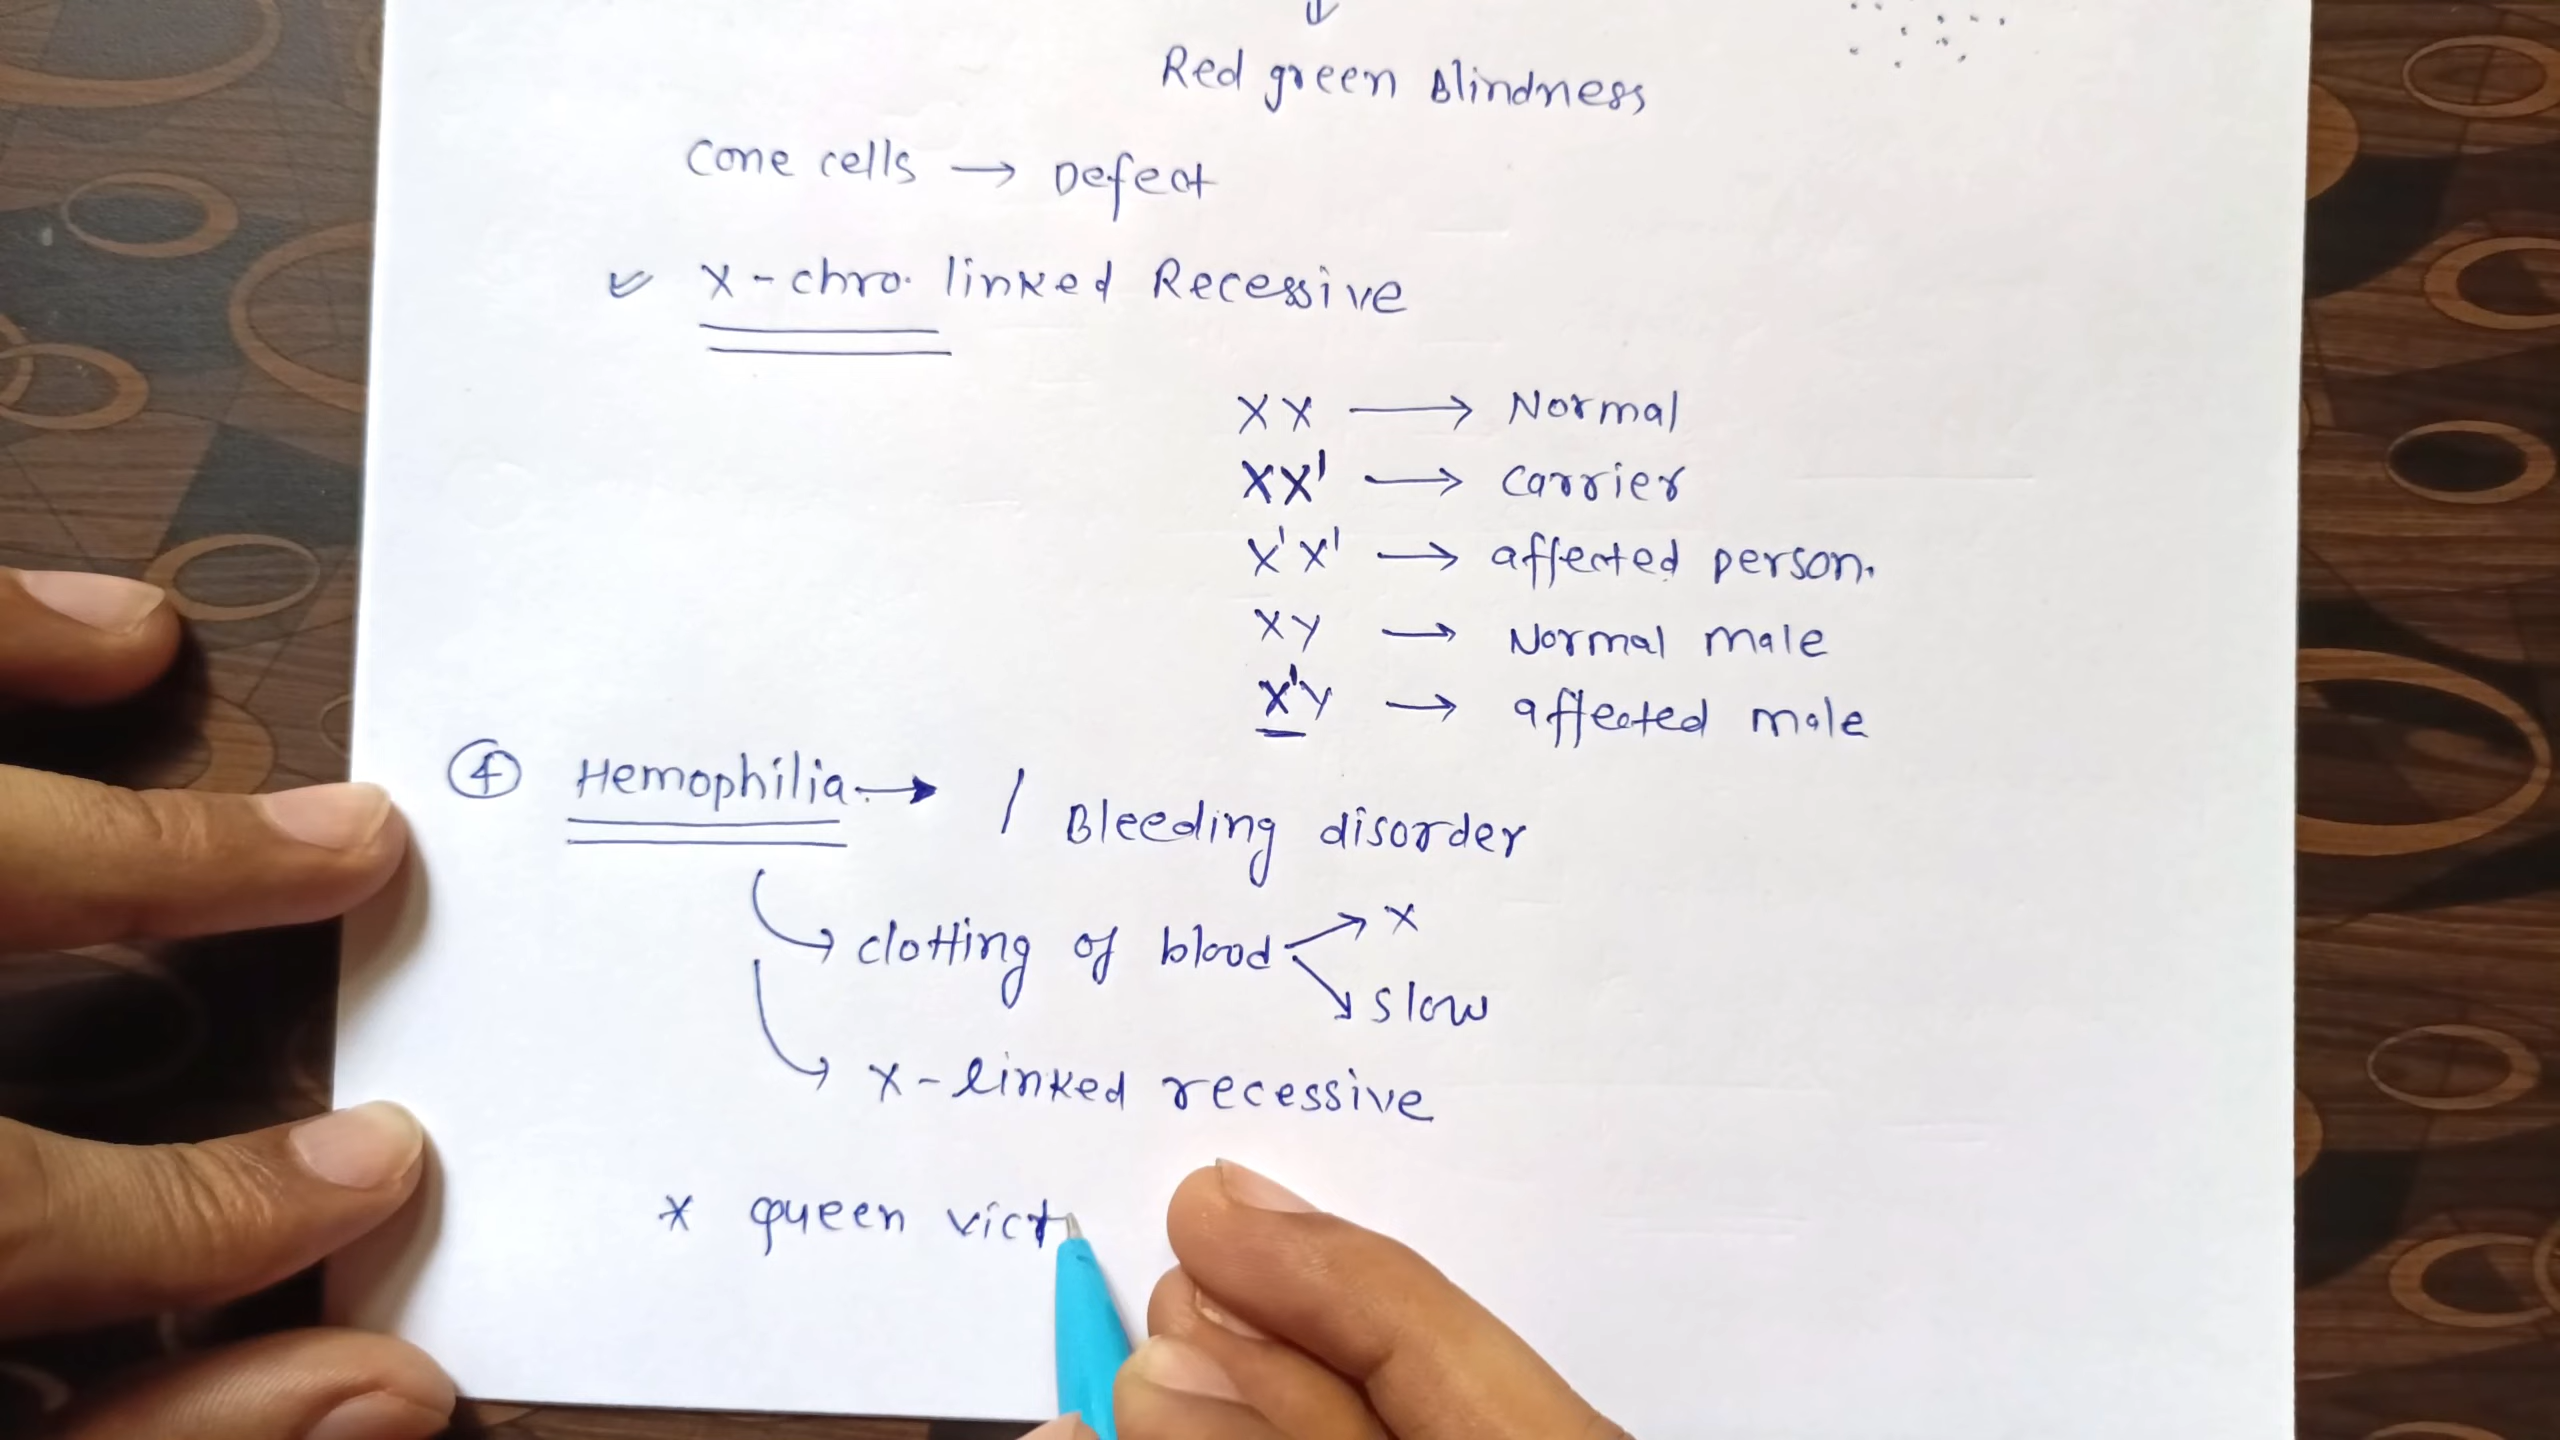 Red green Blindness
Cone cells → Defect
x - chro. linked Recessive
XX → Normal
XX' → carrier
X'X' → affected person.
XY → Normal male
X'Y → affected male
④ Hemophilia → / Bleeding disorder
clotting of blood → x
→ slow
x - linked recessive
* queen vict